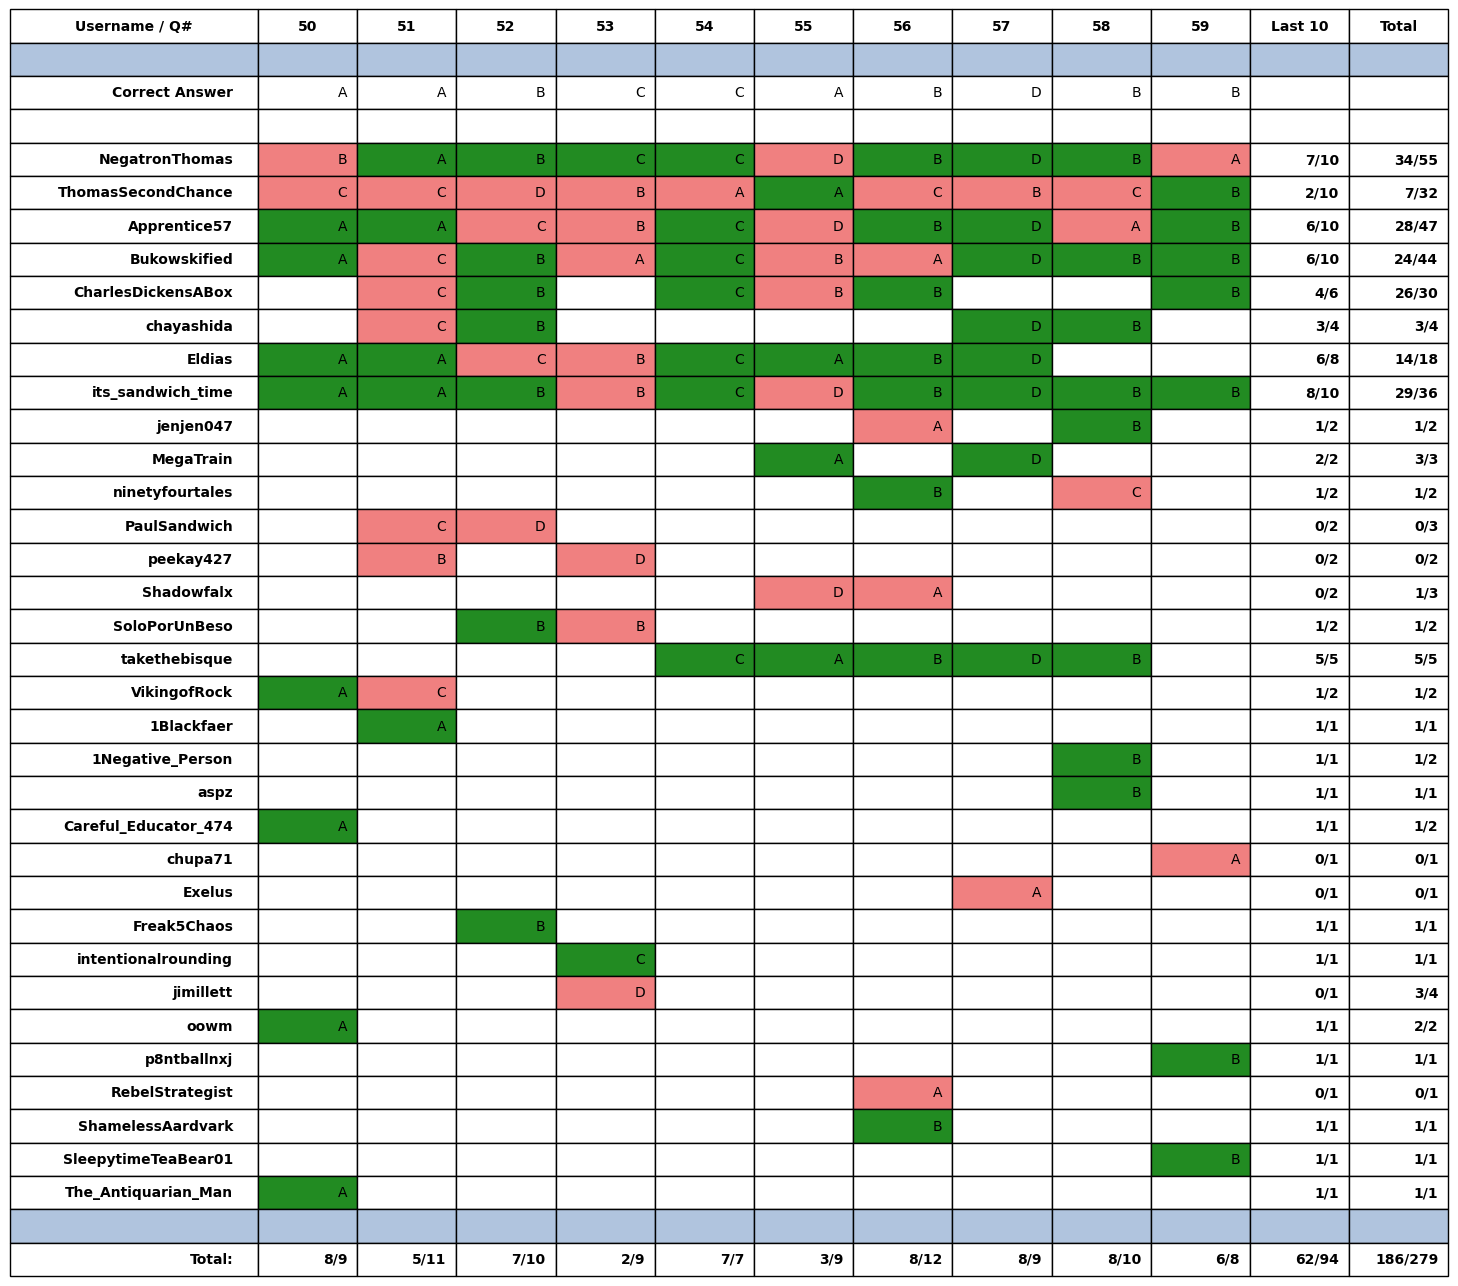 Username / Q# 50 51 52 53 54 55 56 57 58 59 Last 10 Total
Correct Answer A A B C C A B D B B
NegatronThomas B A B C C D B D B A 7/10 34/55
ThomasSecondChance C C D B A A C B C B 2/10 7/32
Apprentice57 A A C B C D B D A B 6/10 28/47
Bukowskified A C B A C B A D B B 6/10 24/44
CharlesDickensABox C B C B B B 4/6 26/30
chayashida C B D B 3/4 3/4
Eldias A A C B C A B D 6/8 14/18
its_sandwich_time A A B B C D B D B B 8/10 29/36
jenjen047 A B 1/2 1/2
MegaTrain A D 2/2 3/3
ninetyfourtales B C 1/2 1/2
PaulSandwich C D 0/2 0/3
peekay427 B D 0/2 0/2
Shadowfalx D A 0/2 1/3
SoloPorUnBeso B B 1/2 1/2
takethebisque C A B D B 5/5 5/5
VikingofRock A C 1/2 1/2
1Blackfaer A 1/1 1/1
1Negative_Person B 1/1 1/2
aspz B 1/1 1/1
Careful_Educator_474 A 1/1 1/2
chupa71 A 0/1 0/1
Exelus A 0/1 0/1
Freak5Chaos B 1/1 1/1
intentionalrounding C 1/1 1/1
jimillett D 0/1 3/4
oowm A 1/1 2/2
p8ntballnxj B 1/1 1/1
RebelStrategist A 0/1 0/1
ShamelessAardvark B 1/1 1/1
SleepytimeTeaBear01 B 1/1 1/1
The_Antiquarian_Man A 1/1 1/1
Total: 8/9 5/11 7/10 2/9 7/7 3/9 8/12 8/9 8/10 6/8 62/94 186/279